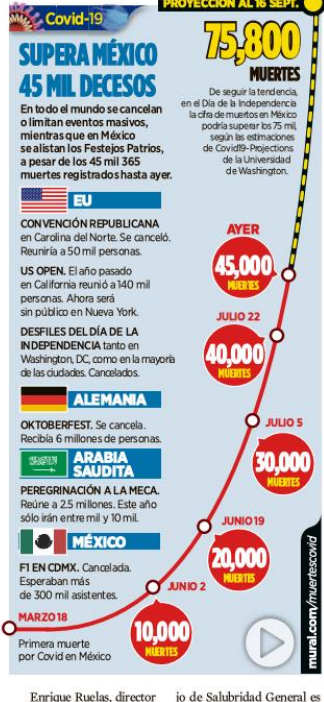 PROYECCIÓN AL 16 SEPT.
Covid-19
SUPERA MÉXICO
45 MIL DECESOS
En todo el mundo se cancelan
o limitan eventos masivos,
mientras que en México
se alistan los Festejos Patrios,
a pesar de los 45 mil 365
muertes registrados hasta ayer.
75,800
MUERTES
De seguir la tendencia,
en el Día de la Independencia
la cifra de muertos en México
podría superar los 75 mil,
según las estimaciones
de Covid19-Projections
de la Universidad
de Washington.
EU
CONVENCIÓN REPUBLICANA
en Carolina del Norte. Se canceló.
Reuniría a 50 mil personas.
US OPEN. El año pasado
en California reunió a 140 mil
personas. Ahora será
sin público en Nueva York.
DESFILES DEL DÍA DE LA
INDEPENDENCIA tanto en
Washington, DC, como en la mayoría
de las ciudades. Cancelados.
ALEMANIA
OKTOBERFEST. Se cancela.
Recibía 6 millones de personas.
ARABIA
SAUDITA
PEREGRINACIÓN A LA MECA.
Reúne a 2.5 millones. Este año
sólo irán entre mil y 10 mil.
MÉXICO
F1 EN CDMX. Cancelada.
Esperaban más
de 300 mil asistentes.
AYER
45,000
MUERTES
JULIO 22
40,000
MUERTES
JULIO 5
30,000
MUERTES
JUNIO 19
20,000
MUERTES
JUNIO 2
10,000
MUERTES
MARZO 18
Primera muerte
por Covid en México
mural.com/muertescovid
Enrique Ruelas, director
jo de Salubridad General es